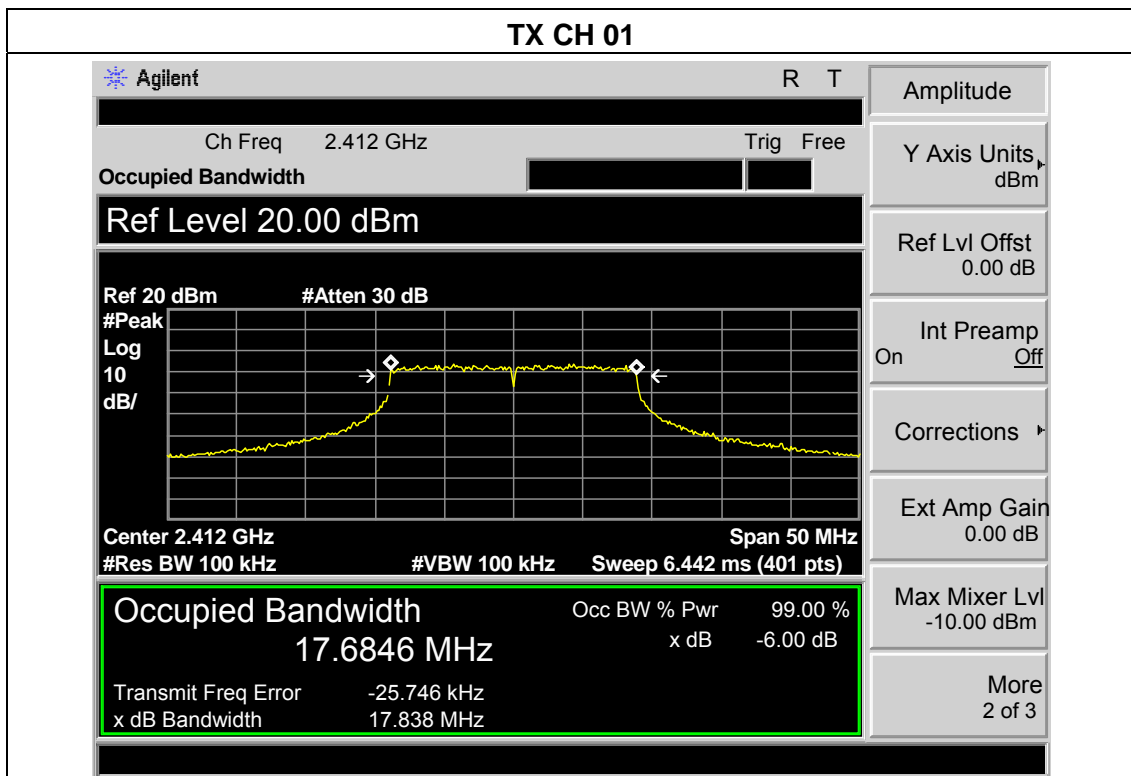 TX CH 01
Agilent R T
Ch Freq 2.412 GHz Trig Free
Occupied Bandwidth
Ref Level 20.00 dBm
Ref 20 dBm #Atten 30 dB
#Peak
Log
10
dB/
Center 2.412 GHz Span 50 MHz
#Res BW 100 kHz #VBW 100 kHz Sweep 6.442 ms (401 pts)
Occupied Bandwidth Occ BW % Pwr 99.00 %
17.6846 MHz x dB -6.00 dB
Transmit Freq Error -25.746 kHz
x dB Bandwidth 17.838 MHz
Amplitude
Y Axis Units
dBm
Ref Lvl Offst
0.00 dB
Int Preamp
On Off
Corrections
Ext Amp Gain
0.00 dB
Max Mixer Lvl
-10.00 dBm
More
2 of 3